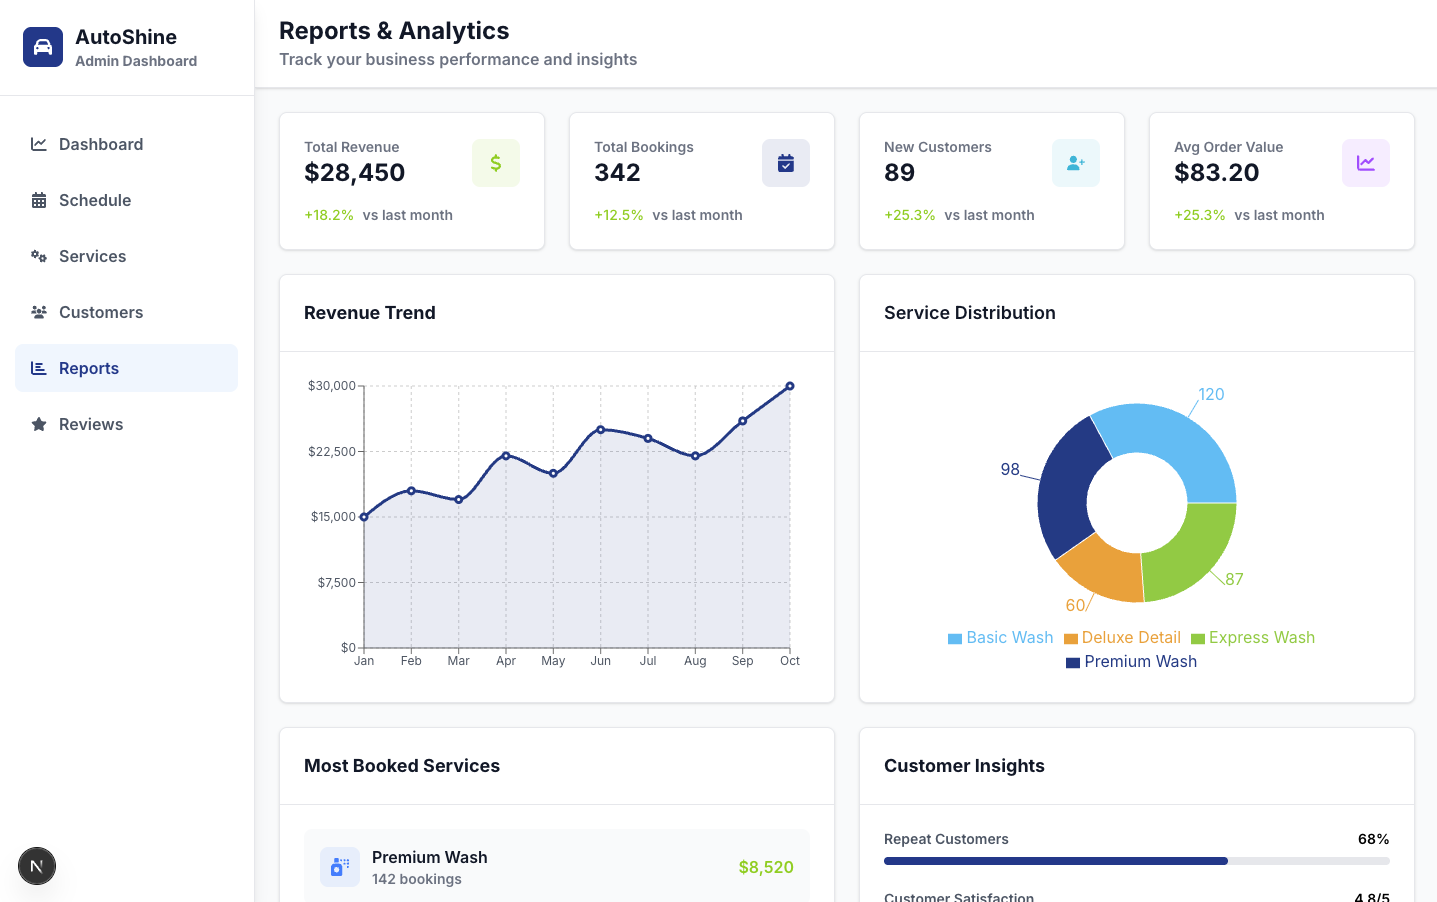 AutoShine
Admin Dashboard
Dashboard
Schedule
Services
Customers
Reports
Reviews
N
Reports & Analytics
Track your business performance and insights
Total Revenue
$28,450
+18.2% vs last month
Total Bookings
342
+12.5% vs last month
New Customers
89
+25.3% vs last month
Avg Order Value
$83.20
+25.3% vs last month
Revenue Trend
$30,000
$22,500
$15,000
$7,500
$0
Jan Feb Mar Apr May Jun Jul Aug Sep Oct
Service Distribution
120
98
87
60
Basic Wash Deluxe Detail Express Wash
Premium Wash
Most Booked Services
Premium Wash
142 bookings
$8,520
Customer Insights
Repeat Customers 68%
Customer Satisfaction 4.8/5